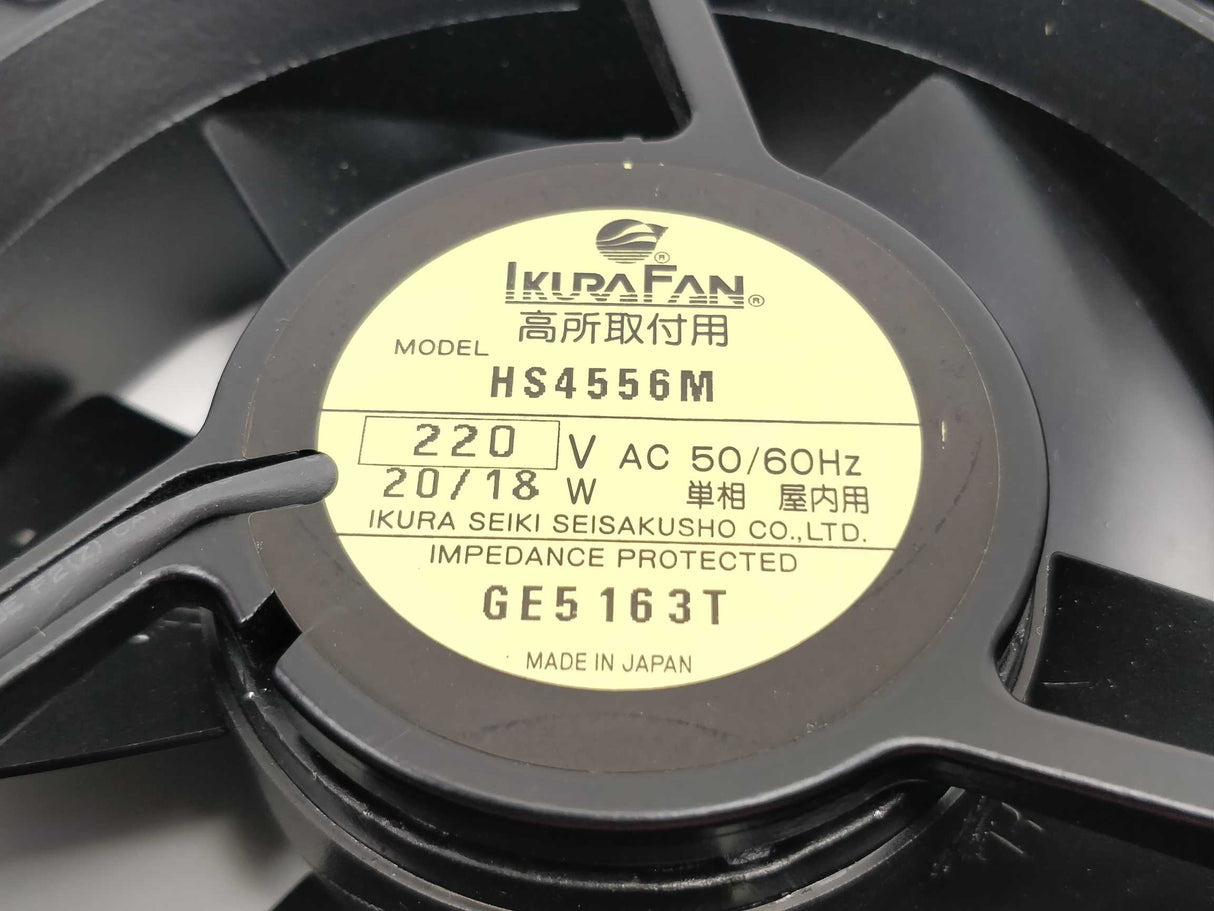 ®
IKURAFAN®
高所取付用
MODEL
HS4556M
220 V AC 50/60Hz
20/18 W 単相 屋内用
IKURA SEIKI SEISAKUSHO CO.,LTD.
IMPEDANCE PROTECTED
GE5163T
MADE IN JAPAN